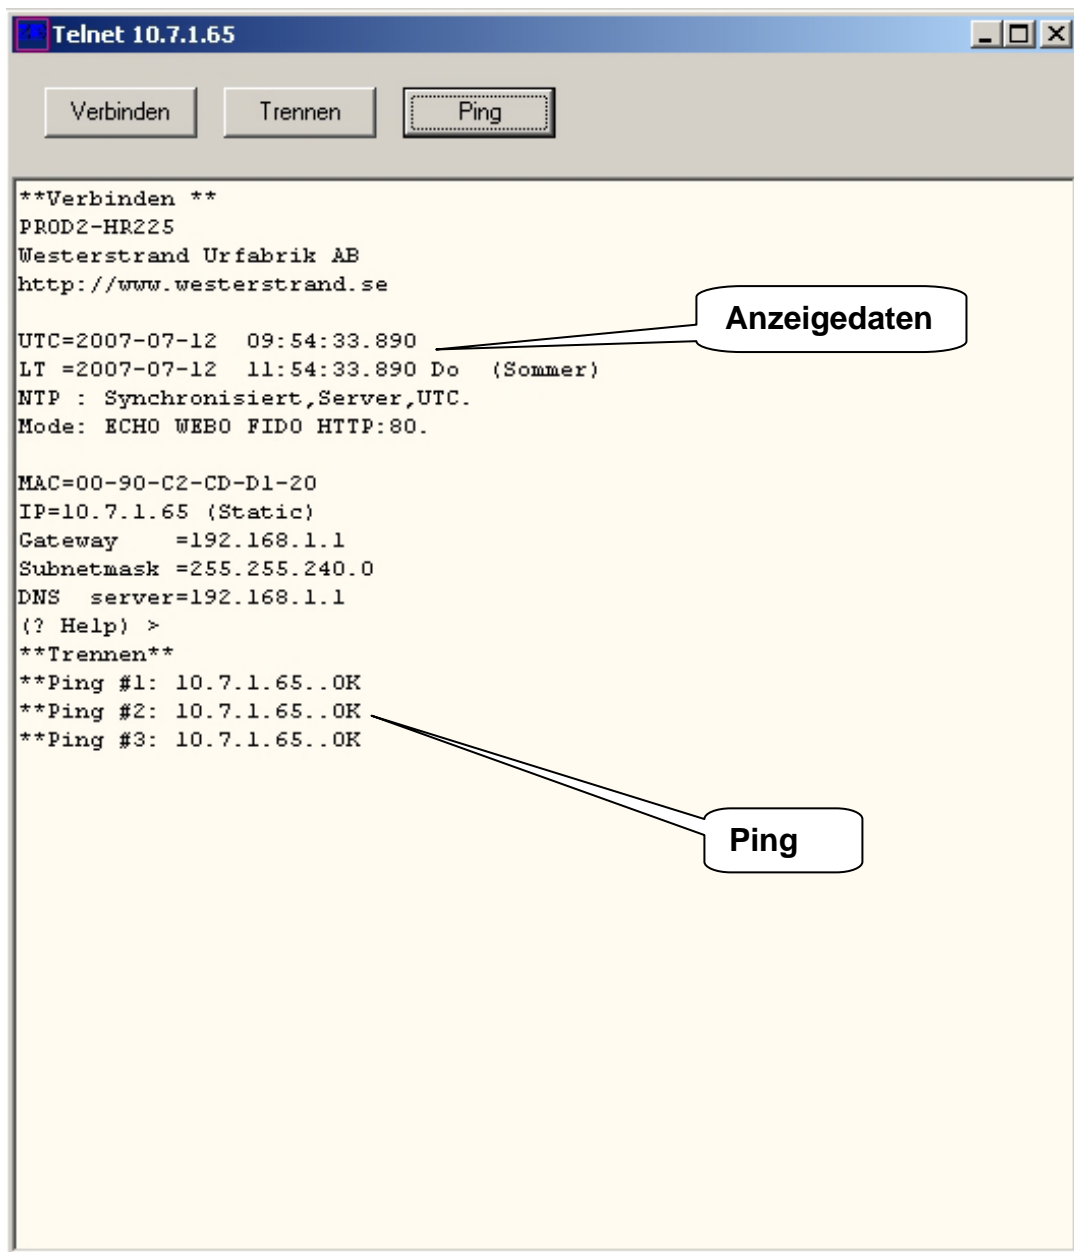 Telnet 10.7.1.65
Verbinden Trennen Ping
**Verbinden **
PROD2-HR225
Westerstrand Urfabrik AB
http://www.westerstrand.se
Anzeigedaten
UTC=2007-07-12 09:54:33.890
LT =2007-07-12 11:54:33.890 Do (Sommer)
NTP : Synchronisiert,Server,UTC.
Mode: ECHO WEBO FIDO HTTP:80.
MAC=00-90-C2-CD-D1-20
IP=10.7.1.65 (Static)
Gateway =192.168.1.1
Subnetmask =255.255.240.0
DNS server=192.168.1.1
(? Help) >
**Trennen**
**Ping #1: 10.7.1.65..OK
**Ping #2: 10.7.1.65..OK
**Ping #3: 10.7.1.65..OK
Ping